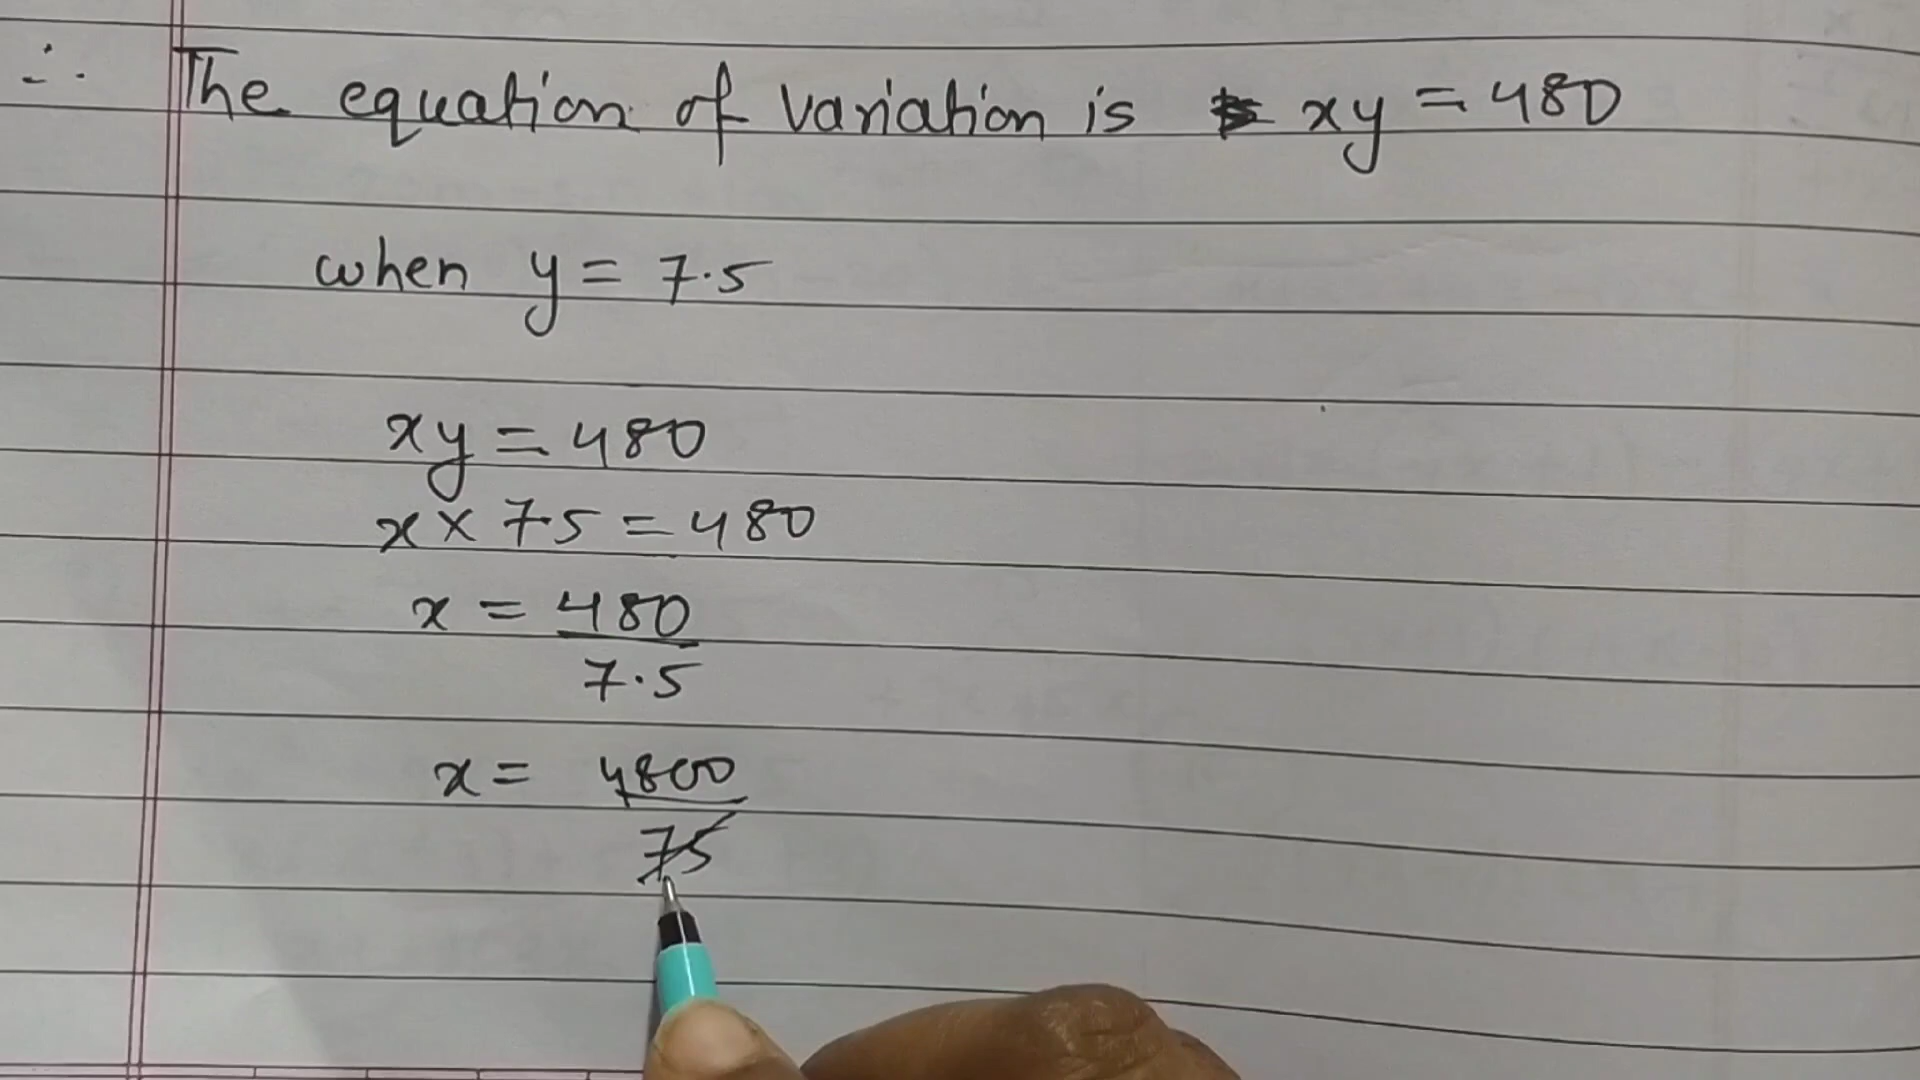 ∴ The equation of variation is xy = 480
when y = 7.5
xy = 480
x × 7.5 = 480
x = 480
7.5
x = 4800
75